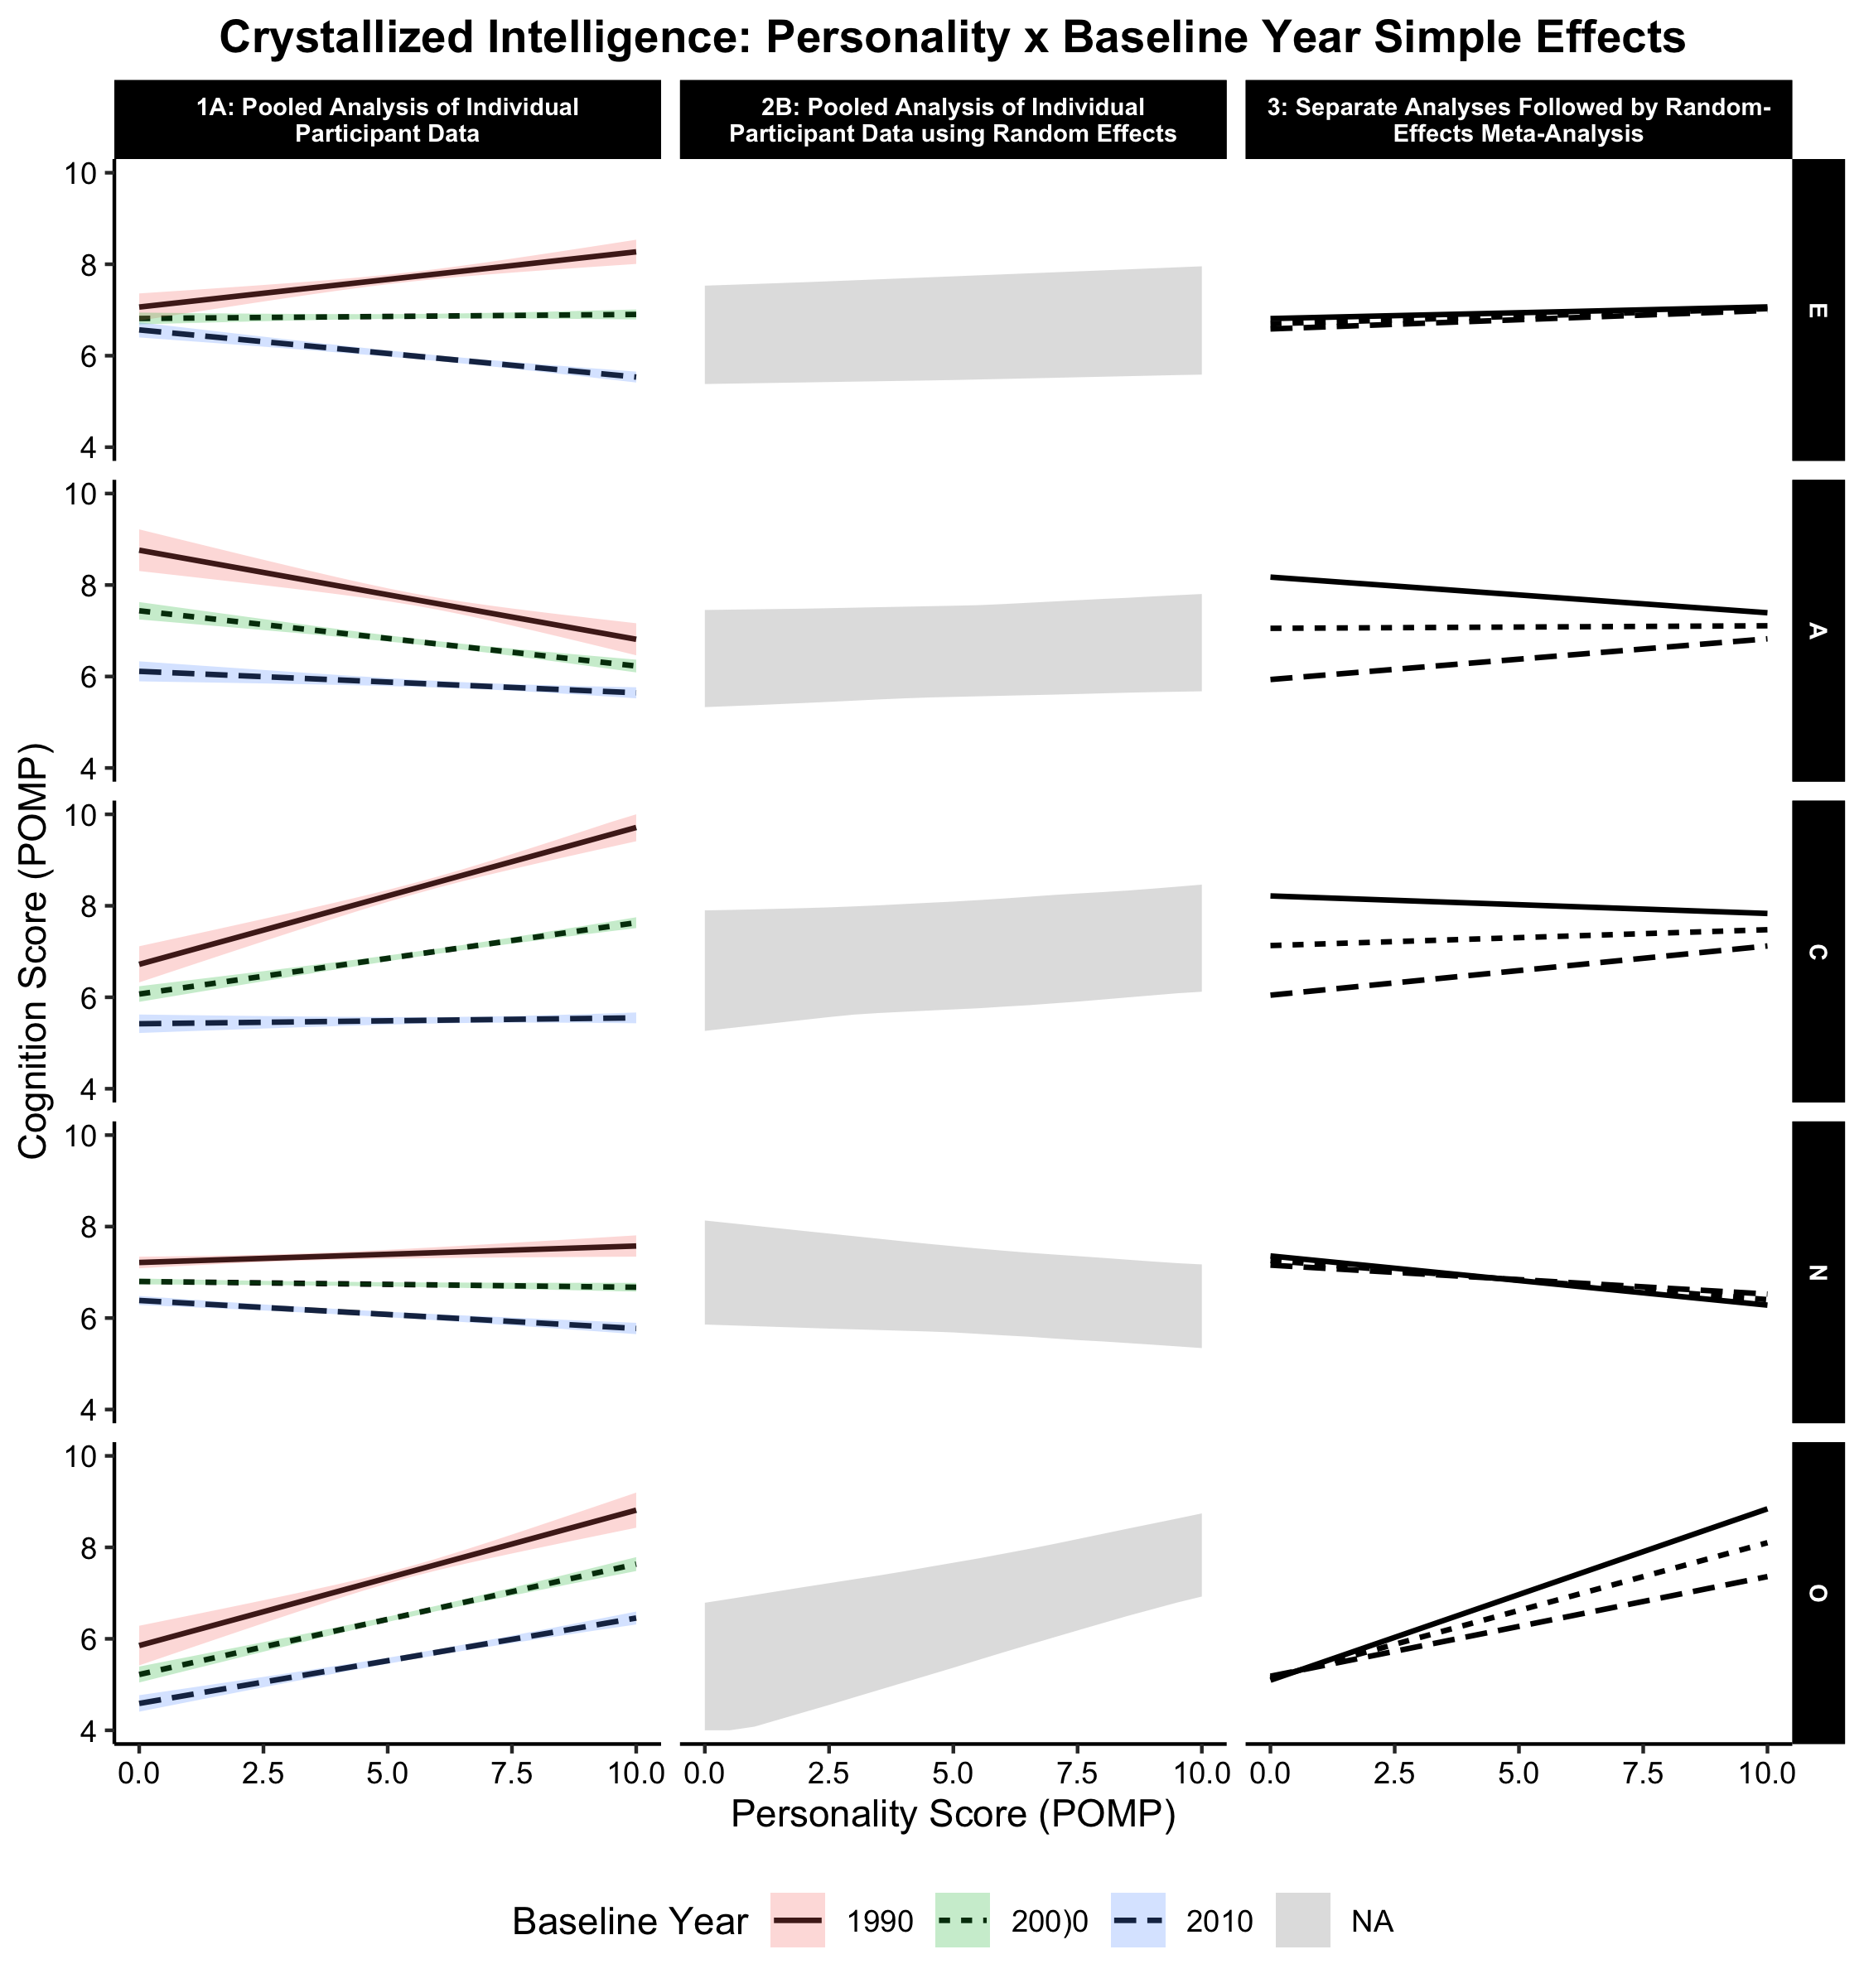 Crystallized Intelligence: Personality x Baseline Year Simple Effects
1A: Pooled Analysis of Individual
Participant Data
2B: Pooled Analysis of Individual
Participant Data using Random Effects
3: Separate Analyses Followed by Random-
Effects Meta-Analysis
Cognition Score (POMP)
10
8
6
4
E
10
8
6
4
A
10
8
6
4
C
10
8
6
4
N
10
8
6
4
O
0.0 2.5 5.0 7.5 10.0 0.0 2.5 5.0 7.5 10.0 0.0 2.5 5.0 7.5 10.0
Personality Score (POMP)
Baseline Year 1990 200)0 2010 NA